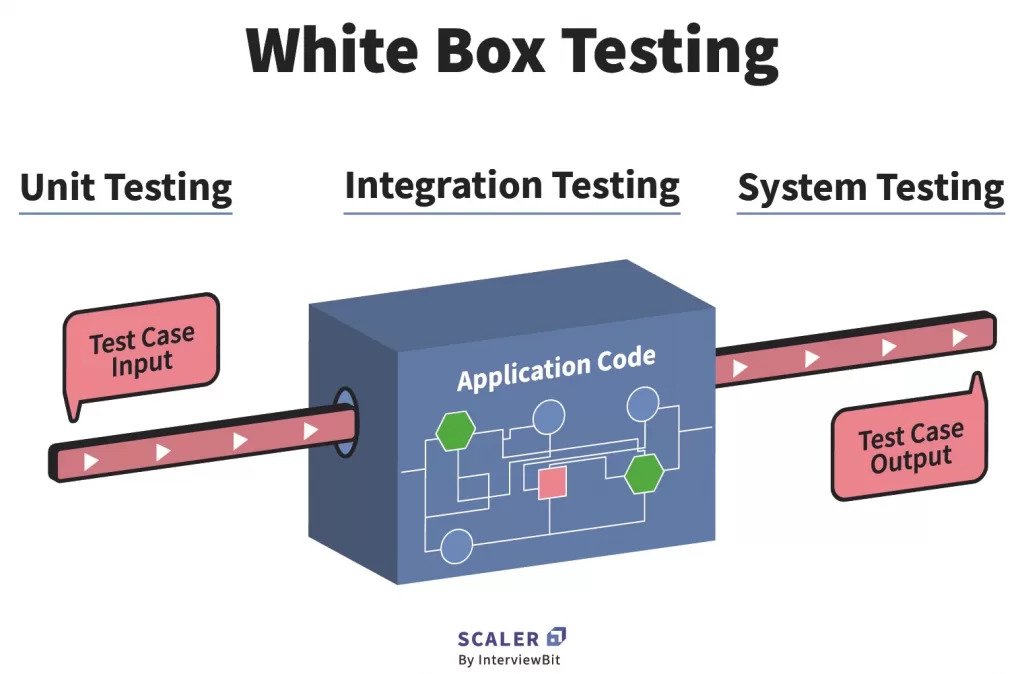 White Box Testing
Unit Testing
Integration Testing
System Testing
Test Case
Input
Application Code
Test Case
Output
SCALER
By InterviewBit